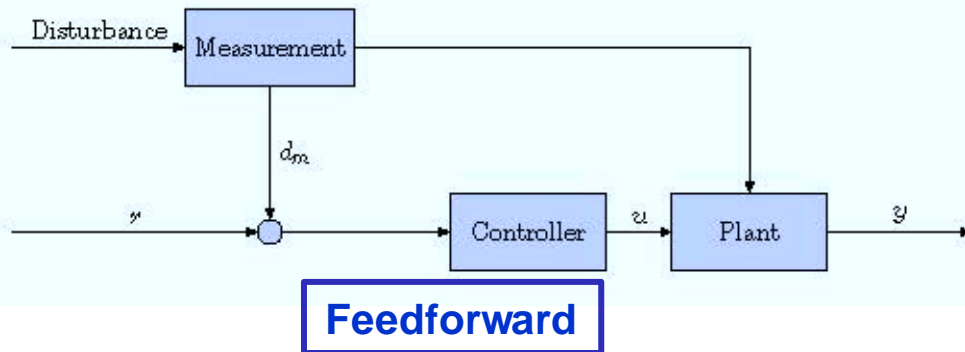 Disturbance
Measurement
d_m
r
Controller
u
Plant
y
Feedforward